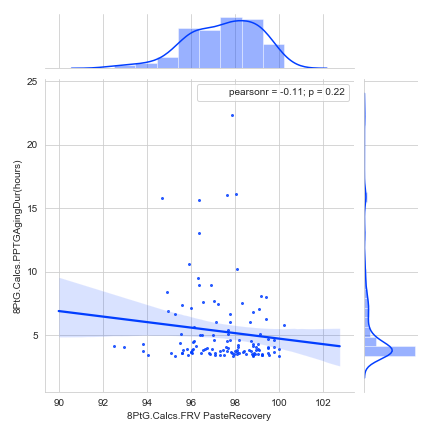 pearsonr = -0.11; p = 0.22
8PtG.Calcs.PPTGAgingDur(hours)
25
20
15
10
5
90 92 94 96 98 100 102
8PtG.Calcs.FRV PasteRecovery